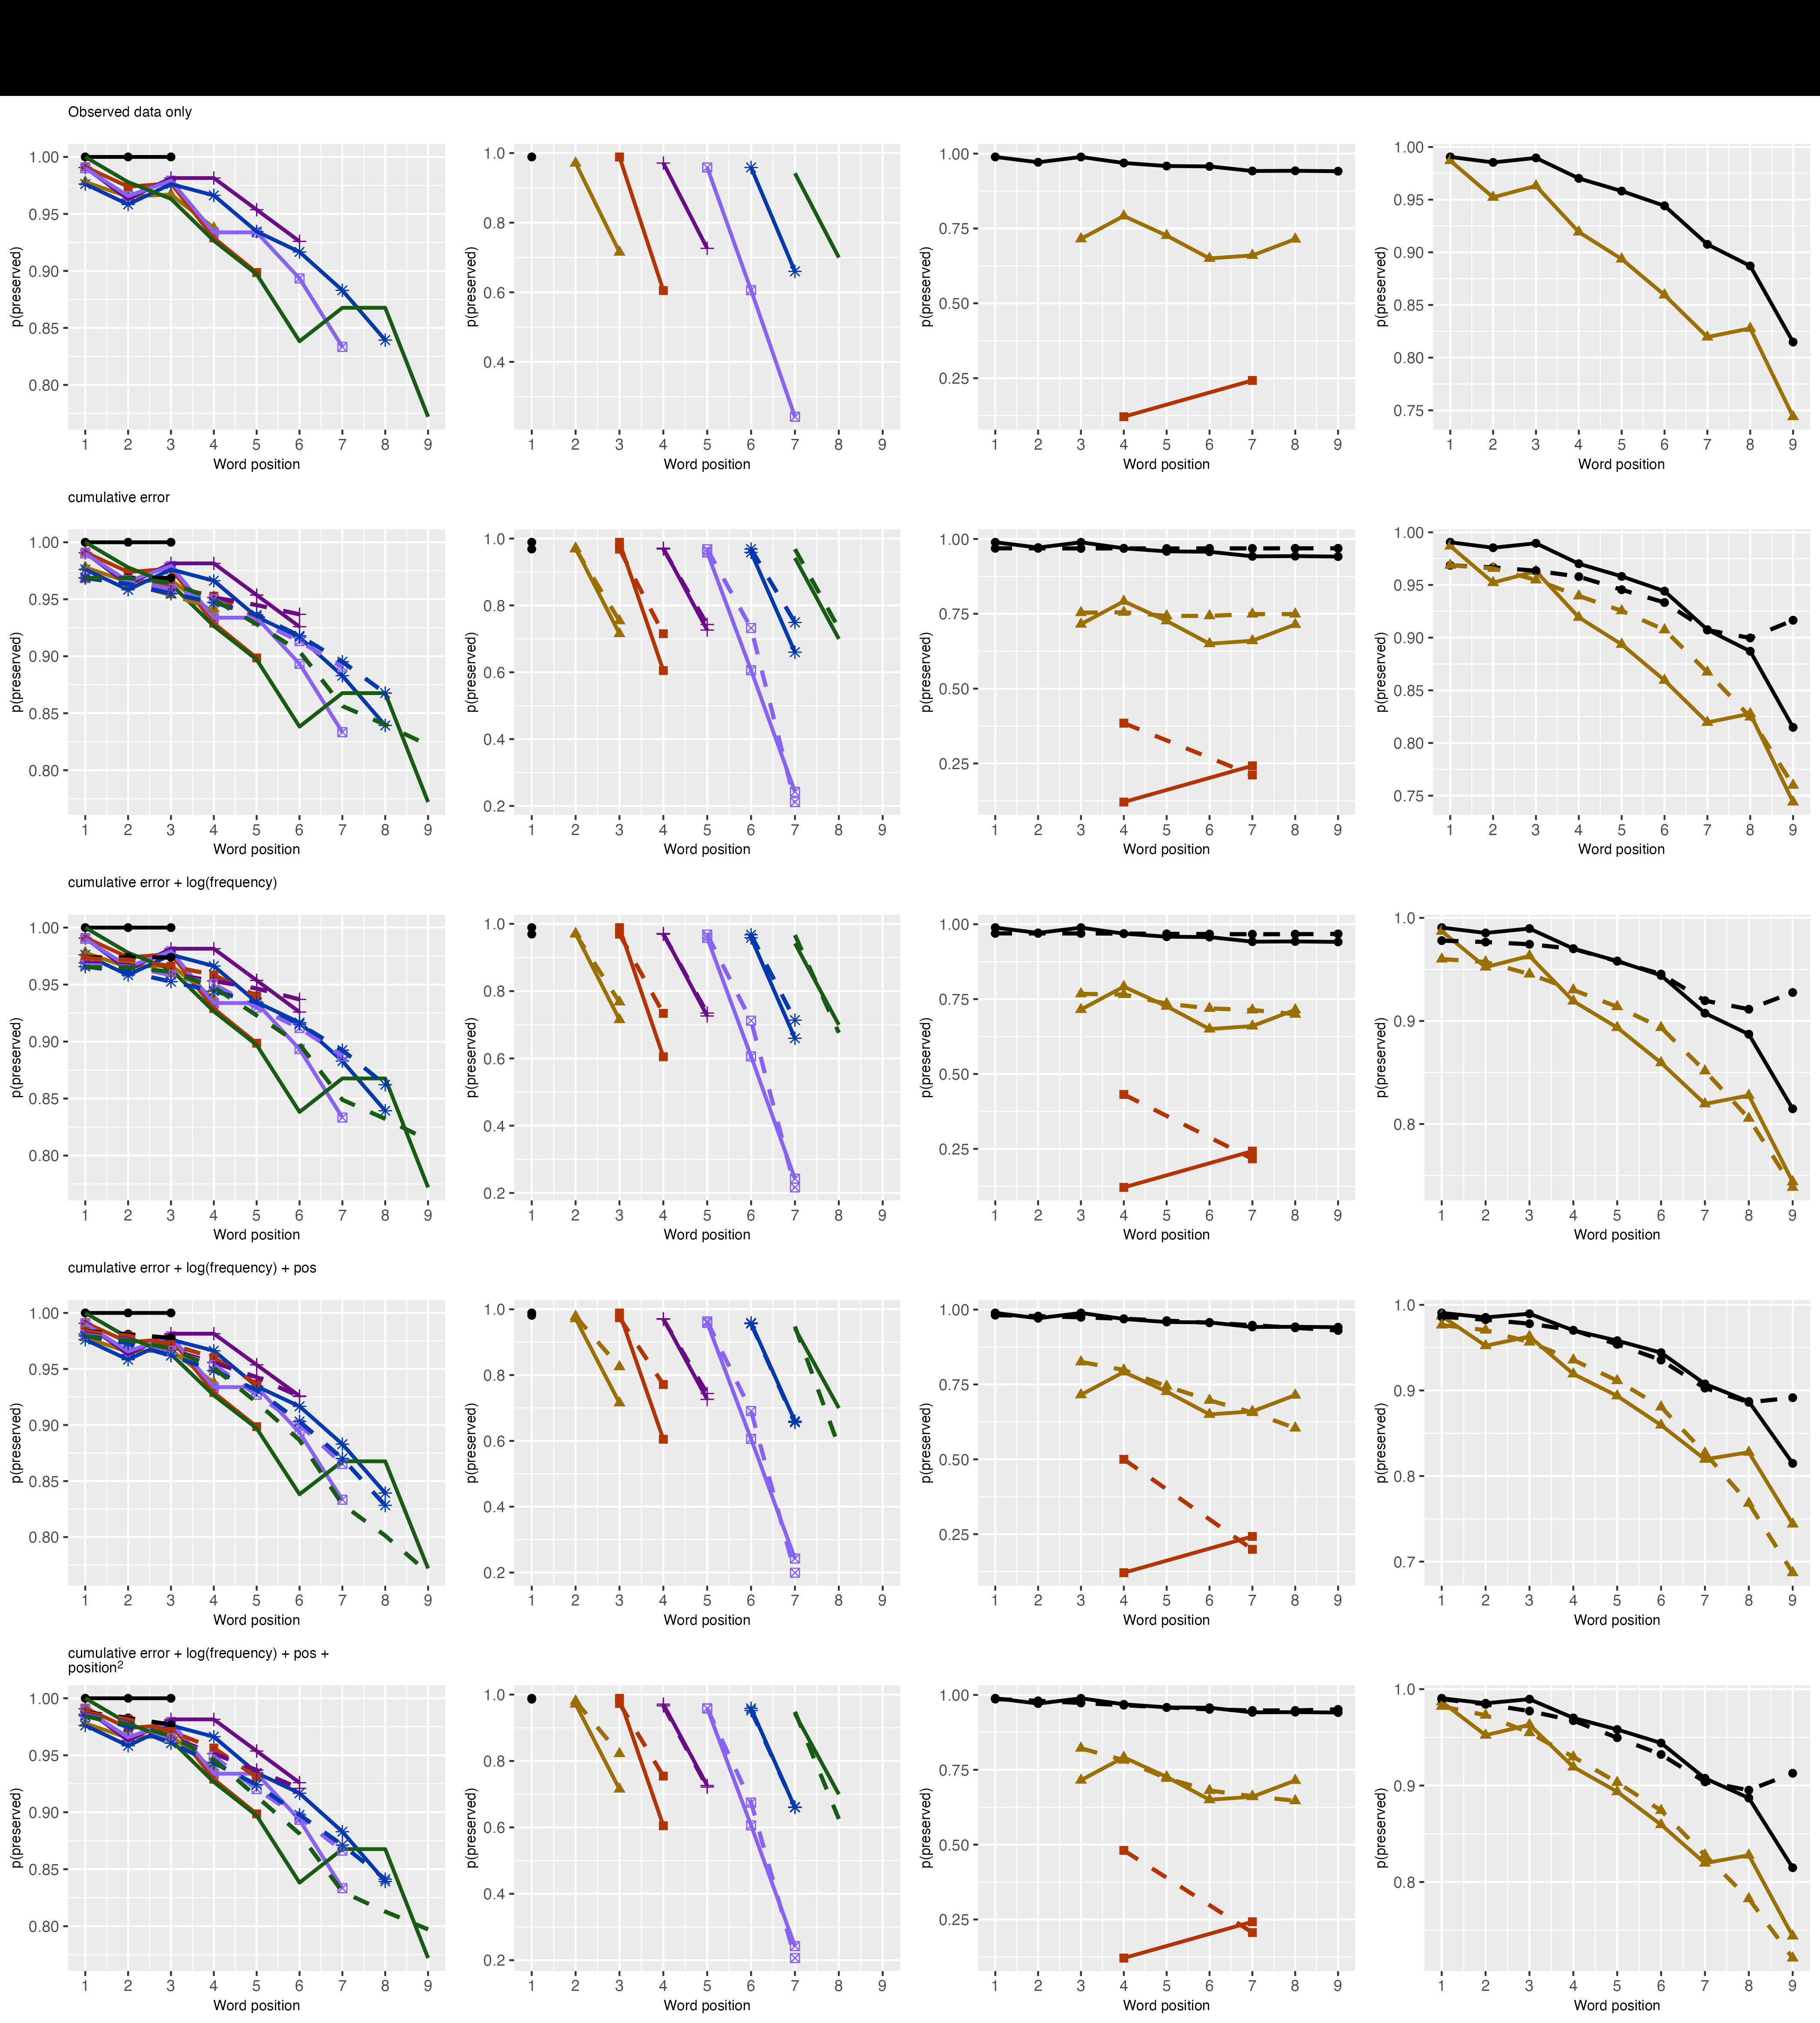 Observed data only
1.00
0.95
0.90
0.85
0.80
p(preserved)
1 2 3 4 5 6 7 8 9
Word position
1.0
0.8
0.6
0.4
p(preserved)
1 2 3 4 5 6 7 8 9
Word position
1.00
0.75
0.50
0.25
p(preserved)
1 2 3 4 5 6 7 8 9
Word position
1.00
0.95
0.90
0.85
0.80
0.75
p(preserved)
1 2 3 4 5 6 7 8 9
Word position
cumulative error
1.00
0.95
0.90
0.85
0.80
p(preserved)
1 2 3 4 5 6 7 8 9
Word position
1.0
0.8
0.6
0.4
0.2
p(preserved)
1 2 3 4 5 6 7 8 9
Word position
1.00
0.75
0.50
0.25
p(preserved)
1 2 3 4 5 6 7 8 9
Word position
1.00
0.95
0.90
0.85
0.80
0.75
p(preserved)
1 2 3 4 5 6 7 8 9
Word position
cumulative error + log(frequency)
1.00
0.95
0.90
0.85
0.80
p(preserved)
1 2 3 4 5 6 7 8 9
Word position
1.0
0.8
0.6
0.4
0.2
p(preserved)
1 2 3 4 5 6 7 8 9
Word position
1.00
0.75
0.50
0.25
p(preserved)
1 2 3 4 5 6 7 8 9
Word position
1.0
0.9
0.8
p(preserved)
1 2 3 4 5 6 7 8 9
Word position
cumulative error + log(frequency) + pos
1.00
0.95
0.90
0.85
0.80
p(preserved)
1 2 3 4 5 6 7 8 9
Word position
1.0
0.8
0.6
0.4
0.2
p(preserved)
1 2 3 4 5 6 7 8 9
Word position
1.00
0.75
0.50
0.25
p(preserved)
1 2 3 4 5 6 7 8 9
Word position
1.0
0.9
0.8
0.7
p(preserved)
1 2 3 4 5 6 7 8 9
Word position
cumulative error + log(frequency) + pos +
position²
1.00
0.95
0.90
0.85
0.80
p(preserved)
1 2 3 4 5 6 7 8 9
Word position
1.0
0.8
0.6
0.4
0.2
p(preserved)
1 2 3 4 5 6 7 8 9
Word position
1.00
0.75
0.50
0.25
p(preserved)
1 2 3 4 5 6 7 8 9
Word position
1.0
0.9
0.8
p(preserved)
1 2 3 4 5 6 7 8 9
Word position